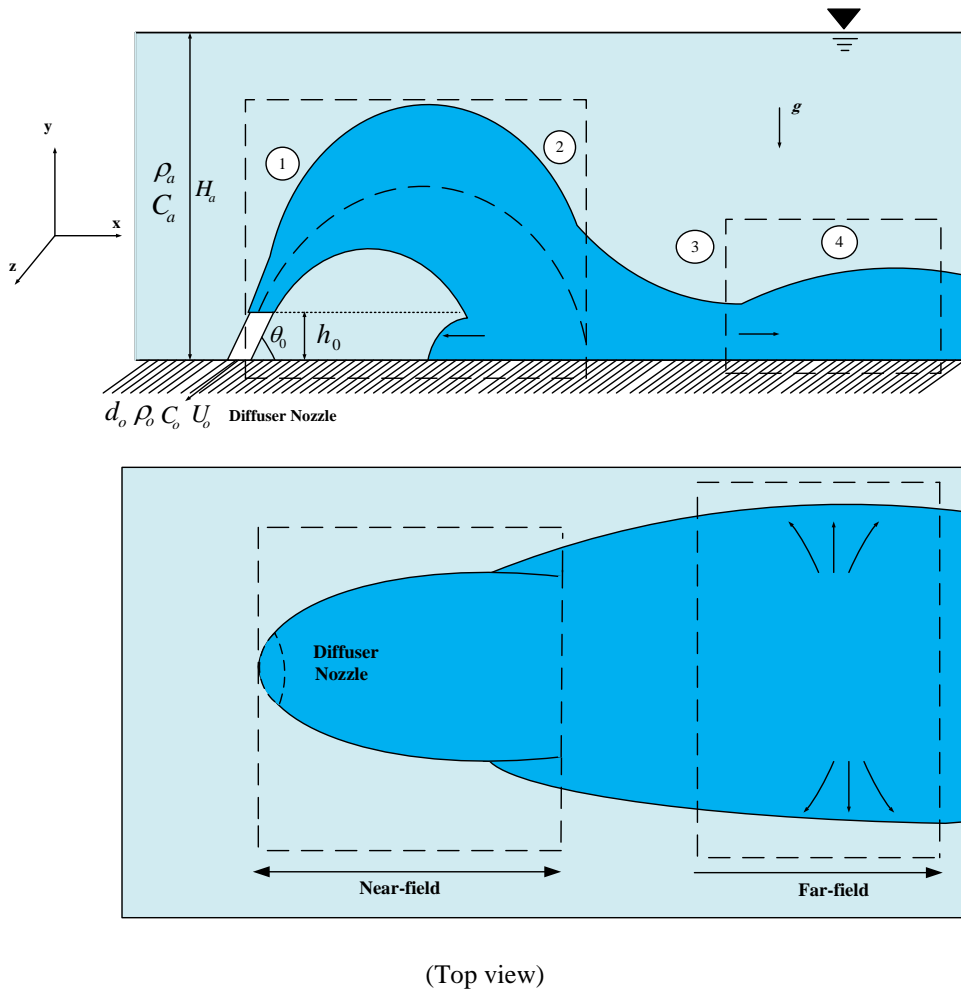 g
y
1
2
ρₐ
Hₐ
Cₐ
x
3
4
z
θ₀
h₀
dₒ ρₒ Cₒ Uₒ Diffuser Nozzle
Diffuser
Nozzle
Near-field
Far-field
(Top view)